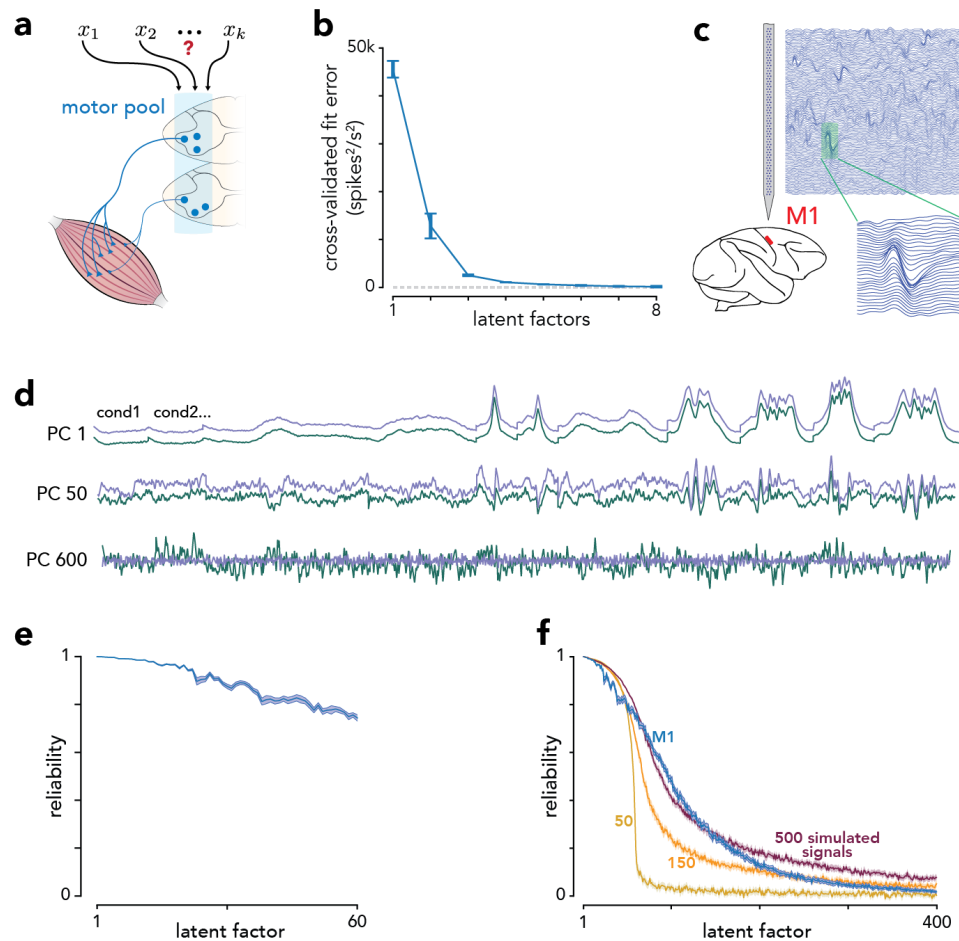 a
x₁ x₂ ... xₖ
?
motor pool
b
50k
0
cross-validated fit error
(spikes²/s²)
1
8
latent factors
c
M1
d
cond1 cond2...
PC 1
PC 50
PC 600
e
1
0
reliability
1
60
latent factor
f
1
0
reliability
M1
50
150
500 simulated
signals
1
400
latent factor